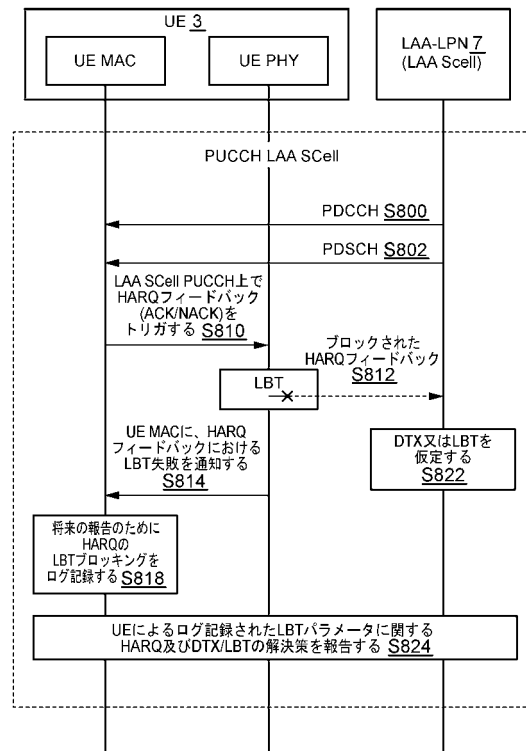 UE 3
UE MAC
UE PHY
LAA-LPN 7
(LAA Scell)
PUCCH LAA SCell
PDCCH S800
PDSCH S802
LAA SCell PUCCH上で
HARQフィードバック
(ACK/NACK)を
トリガする S810
ブロックされた
HARQフィードバック
S812
LBT
UE MACに、HARQ
フィードバックにおける
LBT失敗を通知する
S814
DTX又はLBTを
仮定する
S822
将来の報告のために
HARQの
LBTブロッキングを
ログ記録する S818
UEによるログ記録されたLBTパラメータに関する
HARQ及びDTX/LBTの解決策を報告する S824